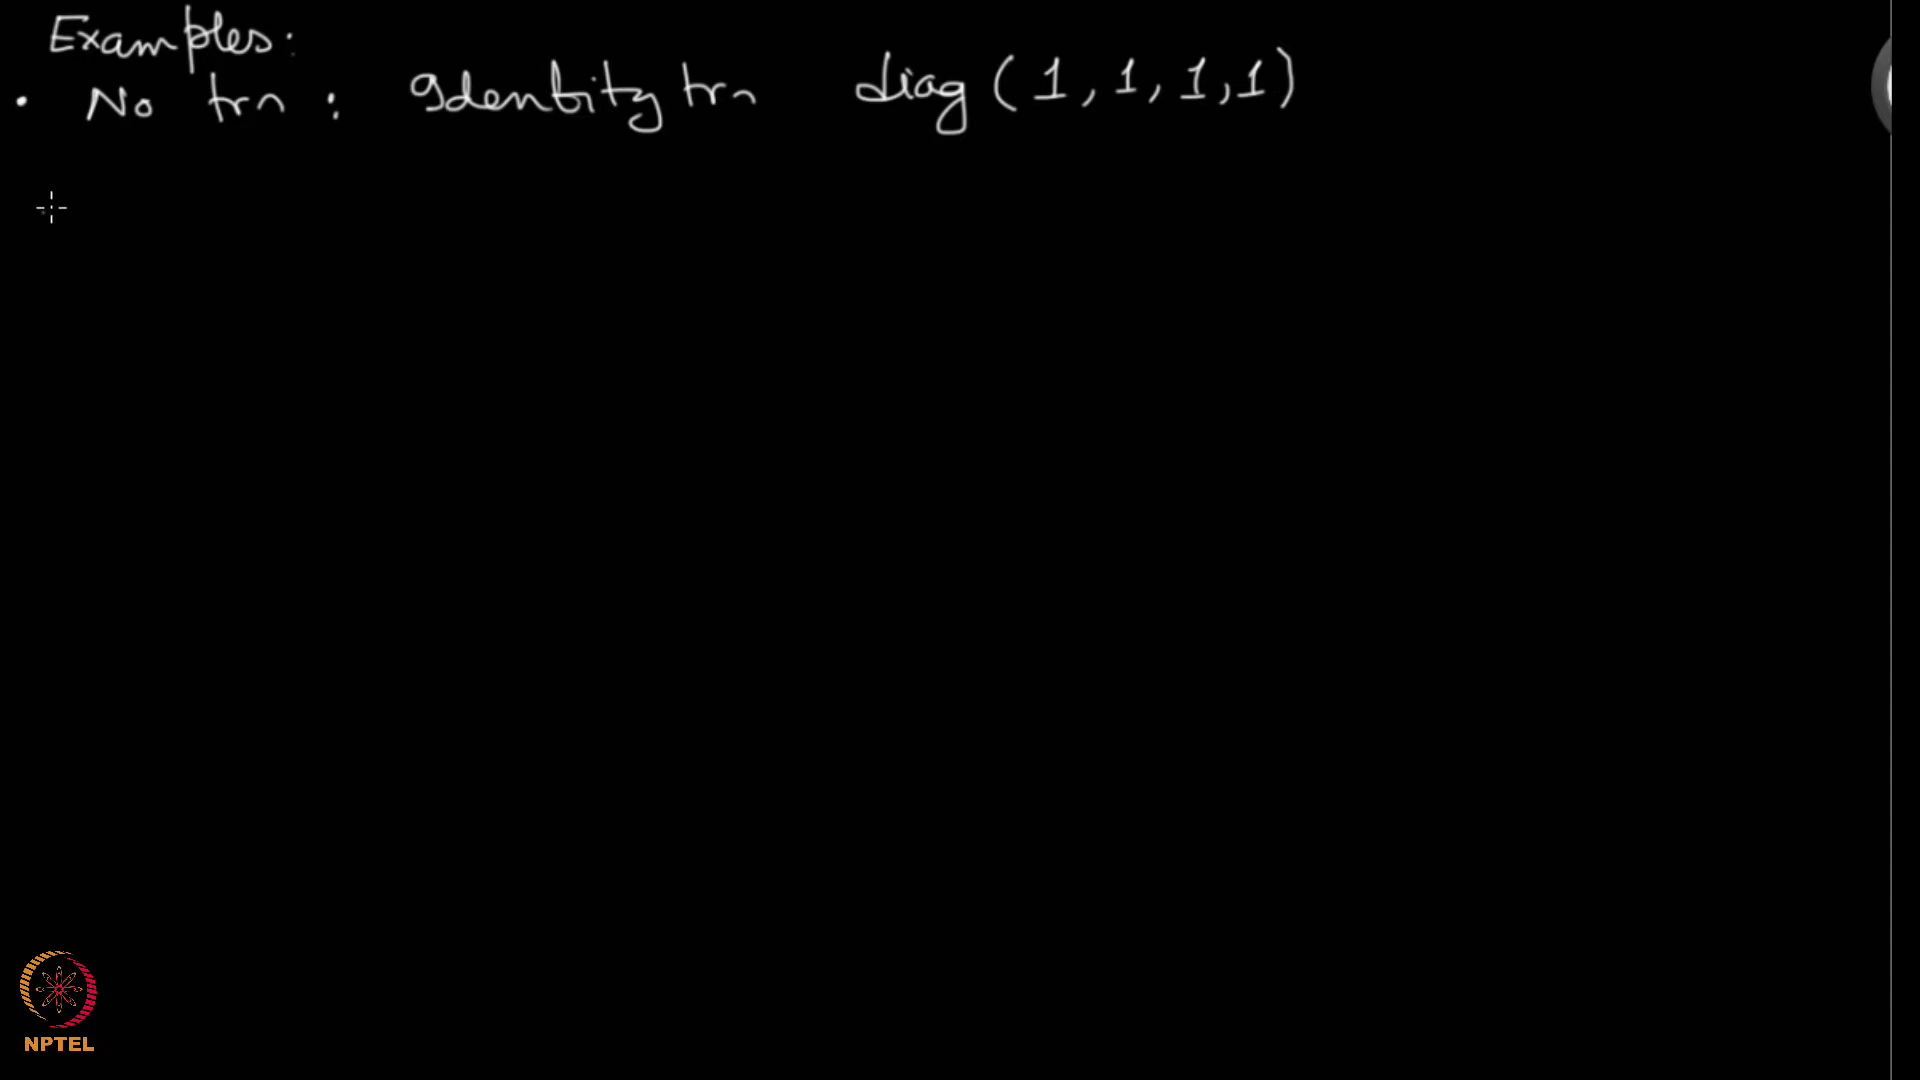 Examples:
• No trn : Identity trn diag (1, 1, 1, 1)
NPTEL